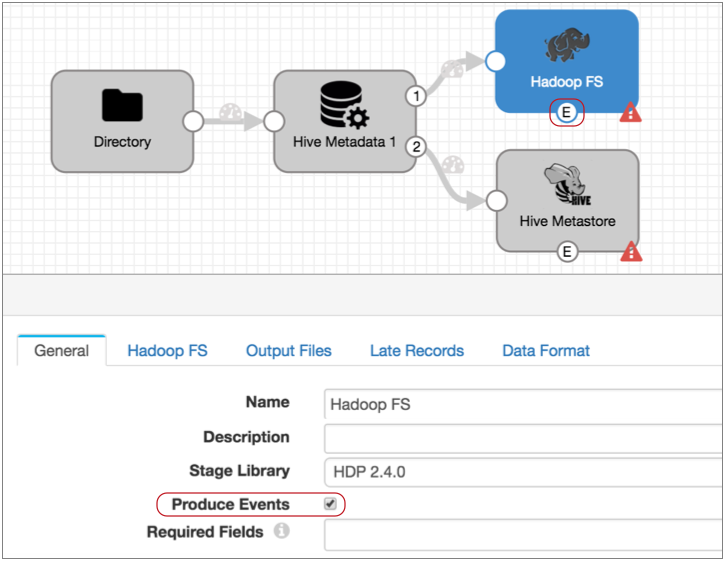 Hadoop FS
E
Directory
Hive Metadata 1
1
2
HIVE
Hive Metastore
E
General
Hadoop FS
Output Files
Late Records
Data Format
Name
Hadoop FS
Description
Stage Library
HDP 2.4.0
Produce Events
Required Fields